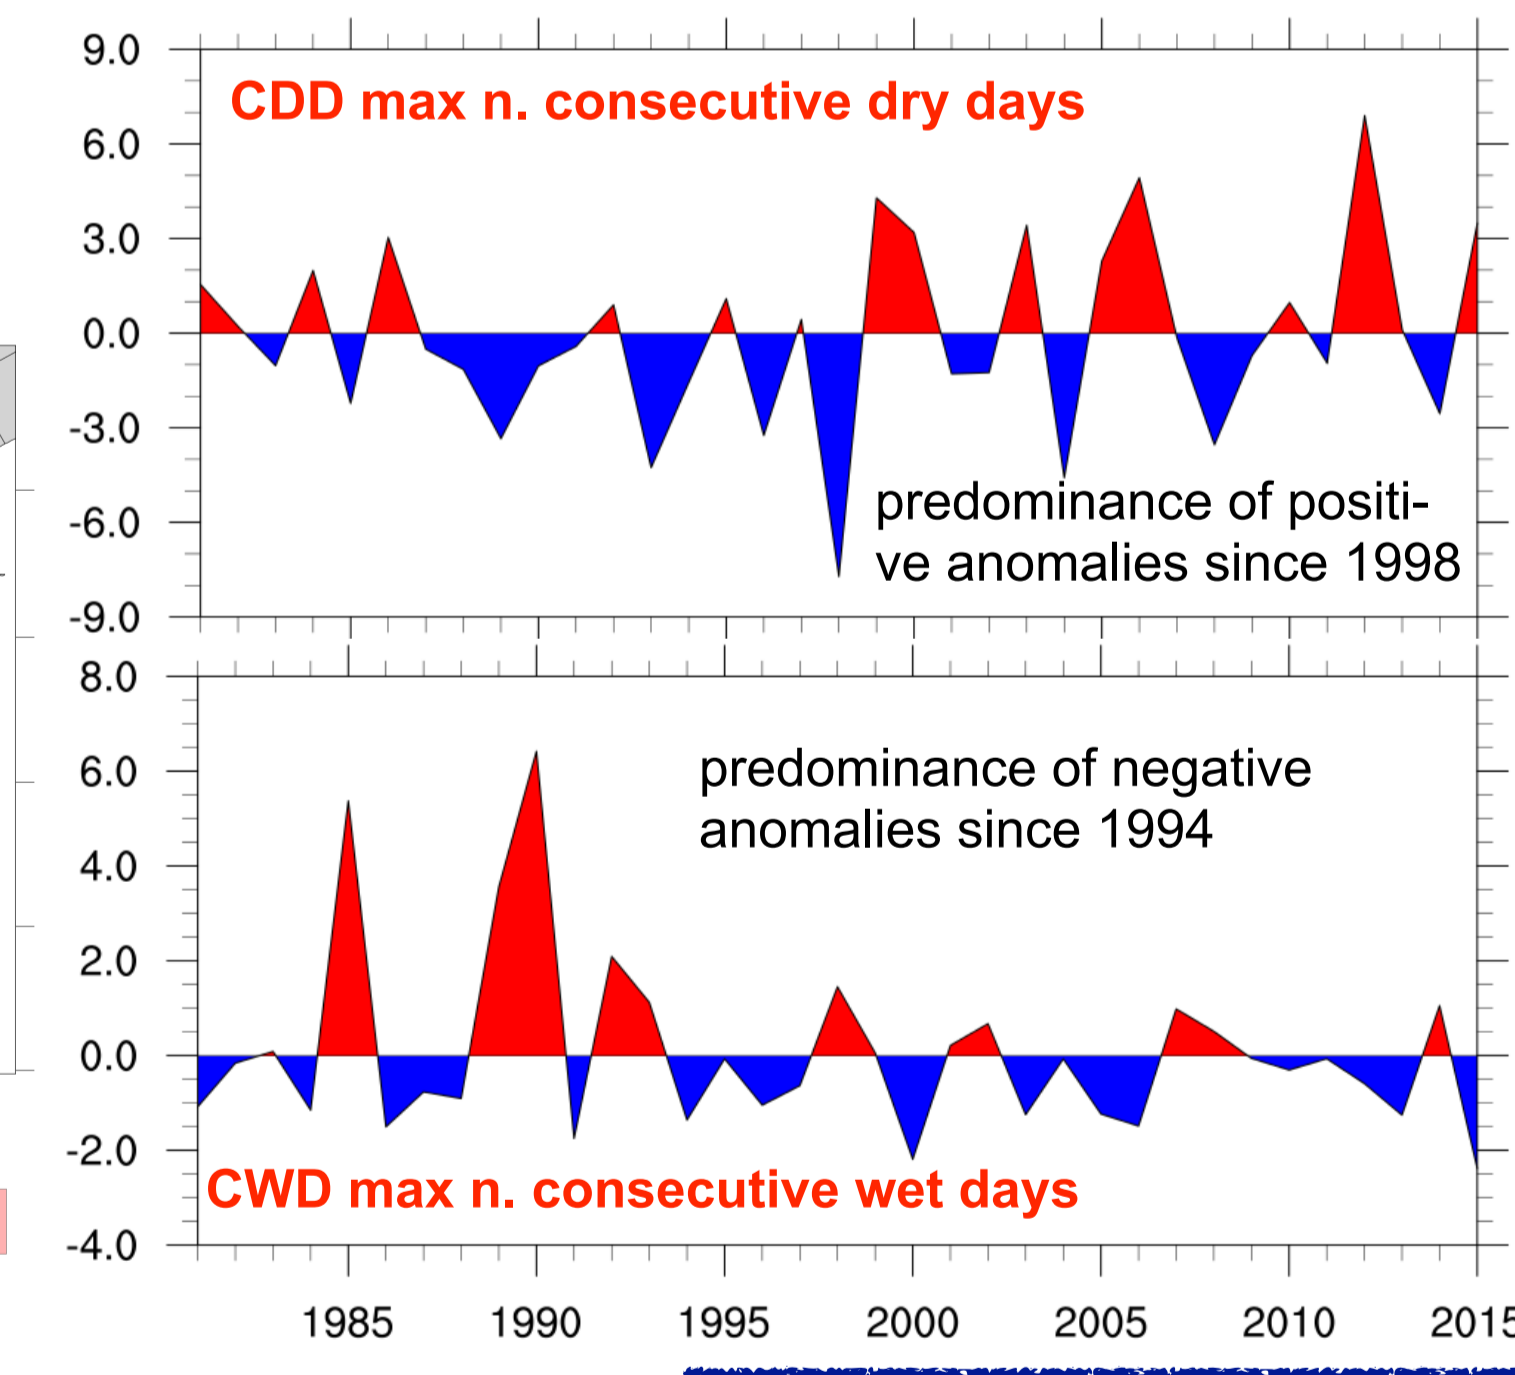 9.0
CDD max n. consecutive dry days
6.0
3.0
0.0
-3.0
-6.0
predominance of positi-
ve anomalies since 1998
-9.0
8.0
6.0
predominance of negative
anomalies since 1994
4.0
2.0
0.0
-2.0
CWD max n. consecutive wet days
-4.0
1985 1990 1995 2000 2005 2010 2015